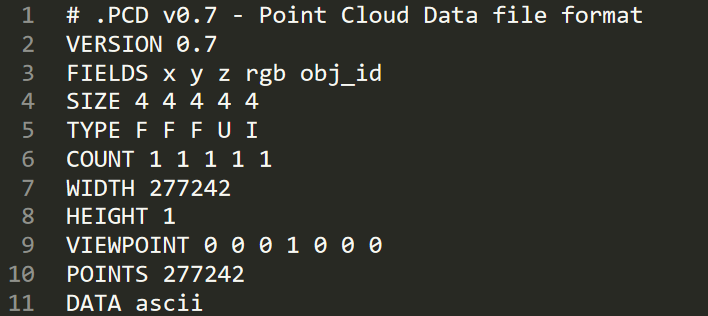 1 # .PCD v0.7 - Point Cloud Data file format
2 VERSION 0.7
3 FIELDS x y z rgb obj_id
4 SIZE 4 4 4 4 4
5 TYPE F F F U I
6 COUNT 1 1 1 1 1
7 WIDTH 277242
8 HEIGHT 1
9 VIEWPOINT 0 0 0 1 0 0 0
10 POINTS 277242
11 DATA ascii